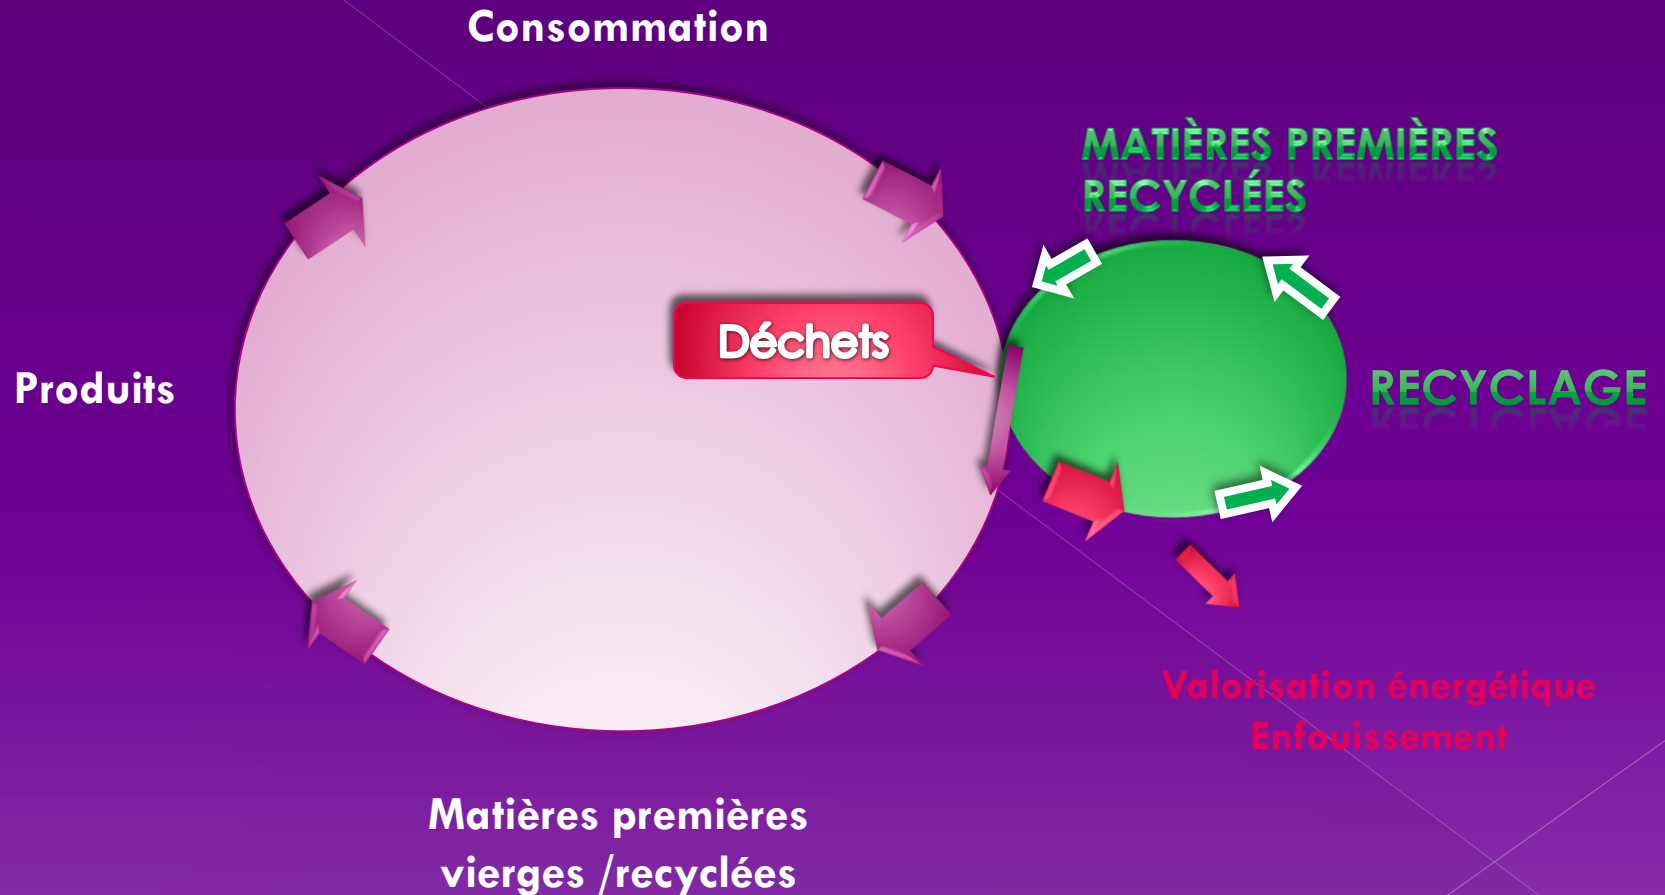 Consommation
MATIÈRES PREMIÈRES
RECYCLÉES
Déchets
Produits
RECYCLAGE
Valorisation énergétique
Enfouissement
Matières premières
vierges /recyclées